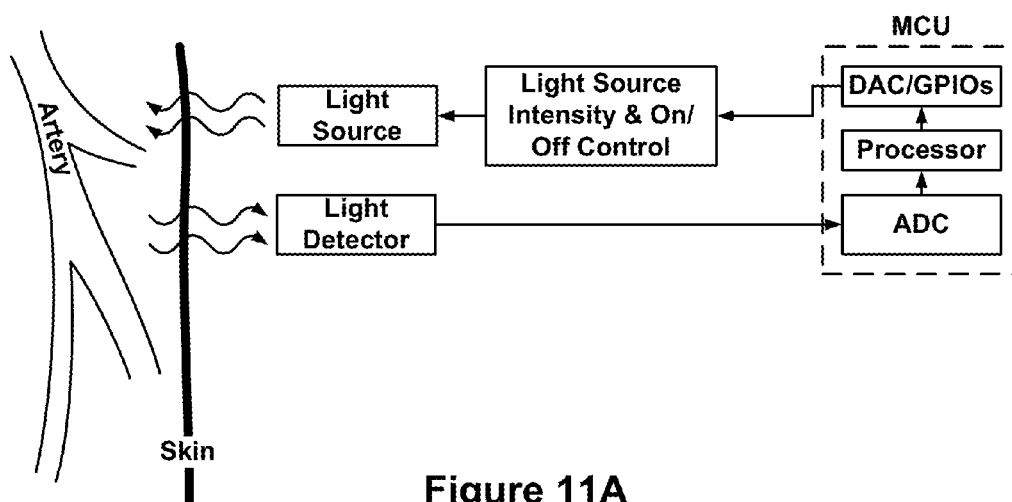 MCU
Artery
Light
Source
Light Source
Intensity & On/
Off Control
DAC/GPIOs
Processor
Light
Detector
ADC
Skin
Figure 11A